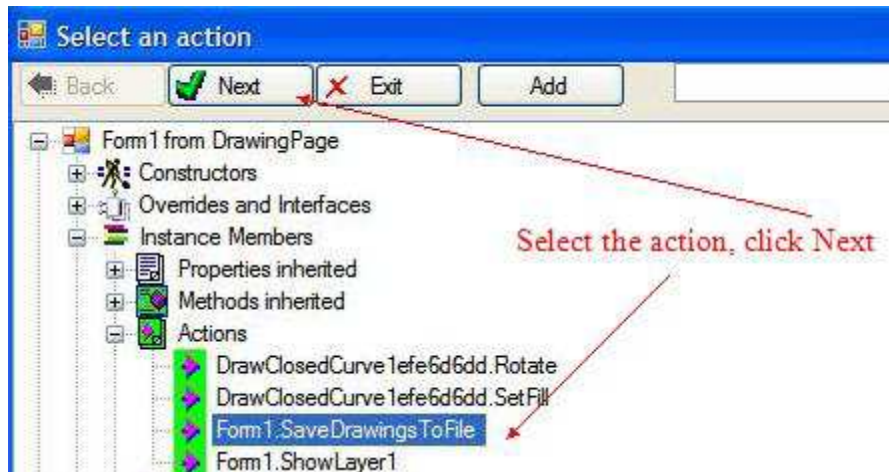 Select an action
Back Next Exit Add
Form1 from DrawingPage
Constructors
Overrides and Interfaces
Instance Members
Select the action, click Next
Properties inherited
Methods inherited
Actions
DrawClosedCurve1efe6d6dd.Rotate
DrawClosedCurve1efe6d6dd.SetFill
Form1.SaveDrawingsToFile
Form1.ShowLayer1